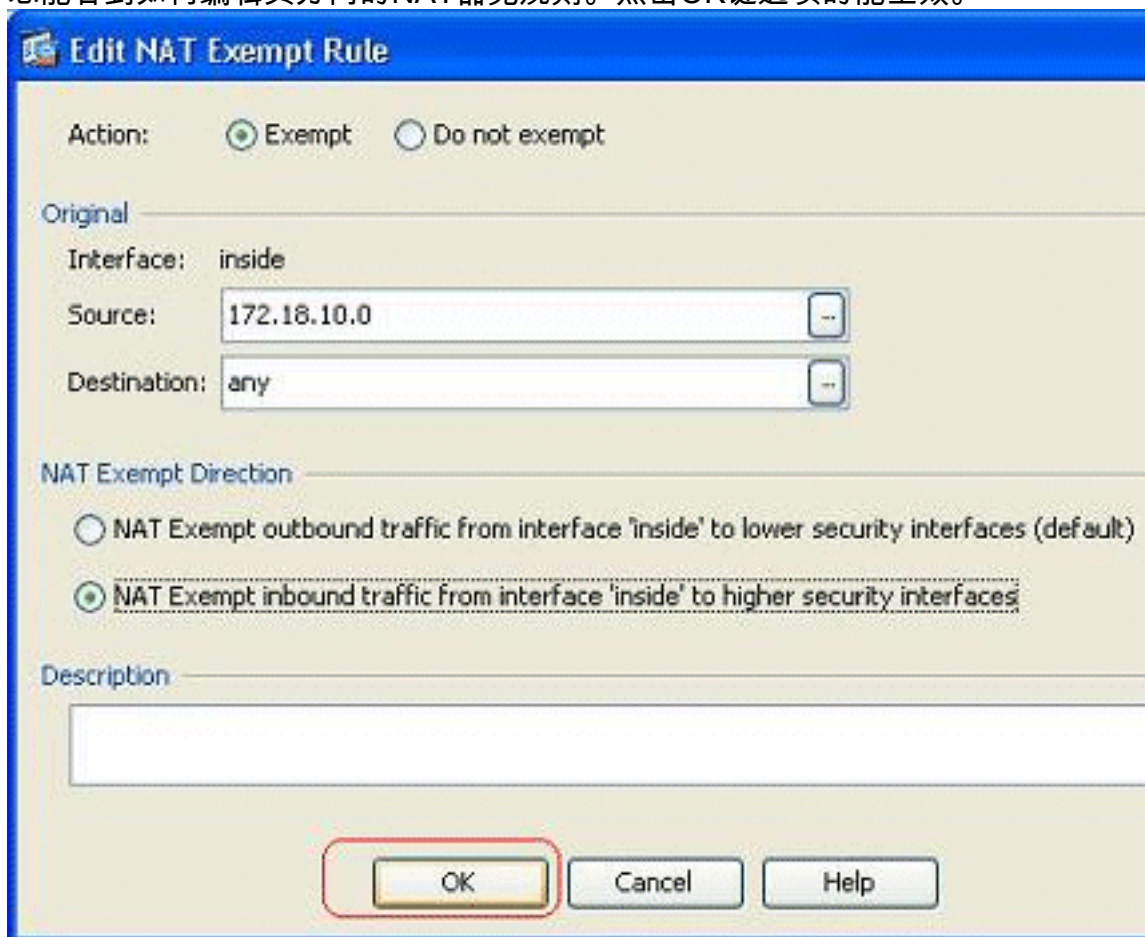 Edit NAT Exempt Rule
Action: Exempt Do not exempt
Original
Interface: inside
Source: 172.18.10.0 ...
Destination: any ...
NAT Exempt Direction
NAT Exempt outbound traffic from interface 'inside' to lower security interfaces (default)
NAT Exempt inbound traffic from interface 'inside' to higher security interfaces
Description
OK Cancel Help